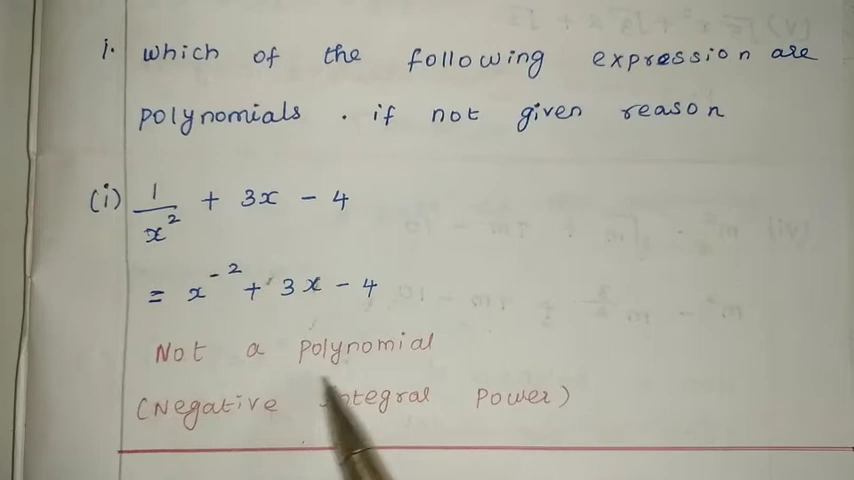 1. which of the following expression are
polynomials . if not given reason
(i) 1/x² + 3x - 4
= x⁻² + 3x - 4
Not a polynomial
(Negative integral power)